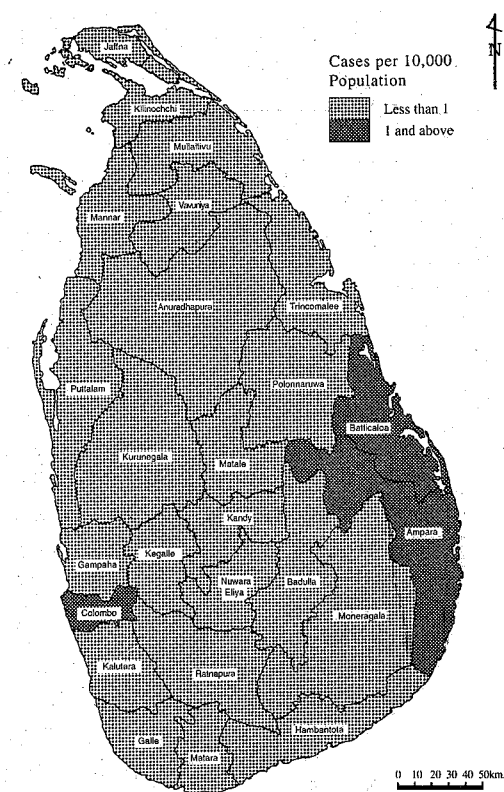 N
Cases per 10,000
Population
Less than 1
1 and above
Jaffna
Kilinochchi
Mullaitivu
Vavuniya
Mannar
Anuradhapura
Trincomalee
Puttalam
Polonnaruwa
Batticaloa
Kurunegala
Matale
Kandy
Ampara
Gampaha
Kegalle
Nuwara
Eliya
Badulla
Colombo
Moneragala
Kalutara
Ratnapura
Galle
Matara
Hambantota
0 10 20 30 40 50km.